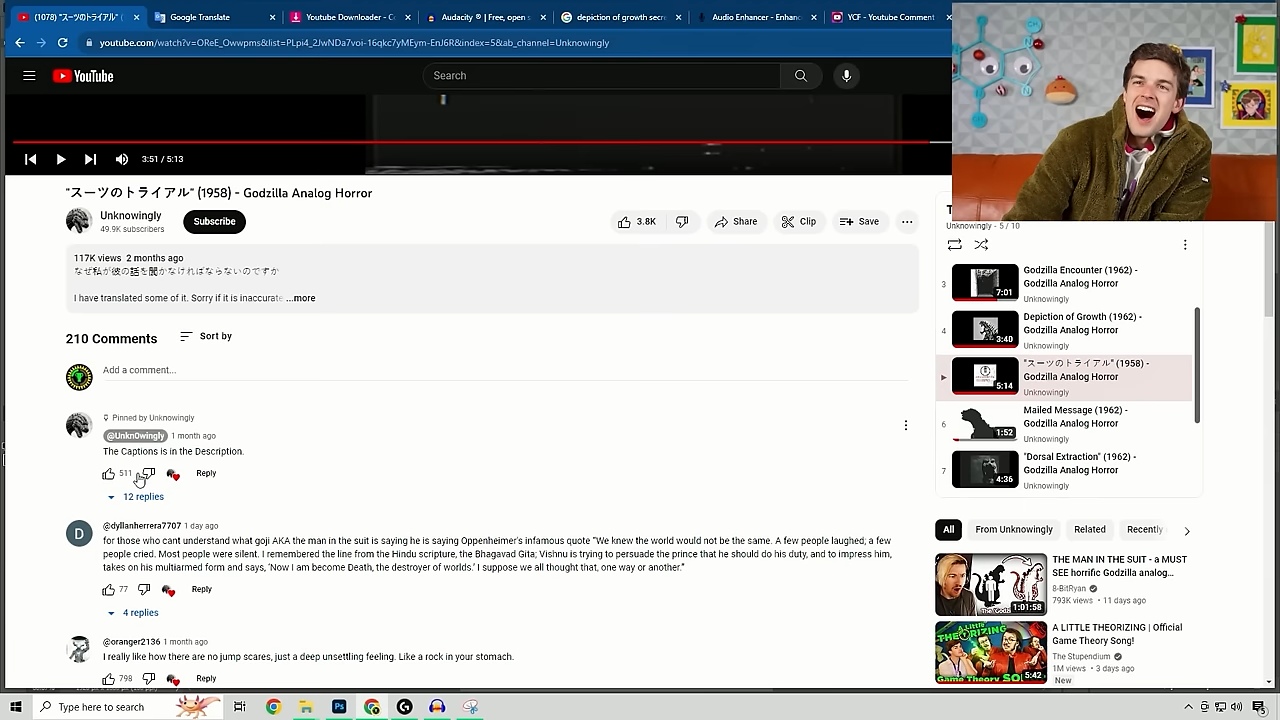 (1078) "スーツのトライアル"
Google Translate
Youtube Downloader - C
Audacity ® | Free, open s
depiction of growth secre
Audio Enhancer - Enhance
YCF - Youtube Comment
youtube.com/watch?v=OReE_Owwpms&list=PLpi4_2JwNDa7voi-16qkc7yMEym-EnJ6R&index=5&ab_channel=Unknowingly
YouTube
Search
3:51 / 5:13
"スーツのトライアル" (1958) - Godzilla Analog Horror
Unknowingly
49.9K subscribers
Subscribe
3.8K
Share
Clip
Save
117K views 2 months ago
なぜ私が彼の話を聞かなければならないのですか
I have translated some of it. Sorry if it is inaccurate ...more
210 Comments
Sort by
Add a comment...
Pinned by Unknowingly
@Unkn0wingly 1 month ago
The Captions is in the Description.
511
Reply
12 replies
D
@dyllanherrera7707 1 day ago
for those who cant understand what goji AKA the man in the suit is saying he is saying Oppenheimer's infamous quote "We knew the world would not be the same. A few people laughed; a few
people cried. Most people were silent. I remembered the line from the Hindu scripture, the Bhagavad Gita; Vishnu is trying to persuade the prince that he should do his duty, and to impress him,
takes on his multiarmed form and says, 'Now I am become Death, the destroyer of worlds.' I suppose we all thought that, one way or another."
77
Reply
4 replies
@oranger2136 1 month ago
I really like how there are no jump scares, just a deep unsettling feeling. Like a rock in your stomach.
798
Reply
Unknowingly - 5 / 10
3
7:01
Godzilla Encounter (1962) -
Godzilla Analog Horror
Unknowingly
4
3:40
Depiction of Growth (1962) -
Godzilla Analog Horror
Unknowingly
5:14
"スーツのトライアル" (1958) -
Godzilla Analog Horror
Unknowingly
6
1:52
Mailed Message (1962) -
Godzilla Analog Horror
Unknowingly
7
4:36
"Dorsal Extraction" (1962) -
Godzilla Analog Horror
Unknowingly
All
From Unknowingly
Related
Recently
1:01:58
THE MAN IN THE SUIT - a MUST
SEE horrific Godzilla analog...
8-BitRyan
793K views • 11 days ago
A LITTLE
THEORIZING
5:42
A LITTLE THEORIZING | Official
Game Theory Song!
The Stupendium
1M views • 3 days ago
New
Type here to search